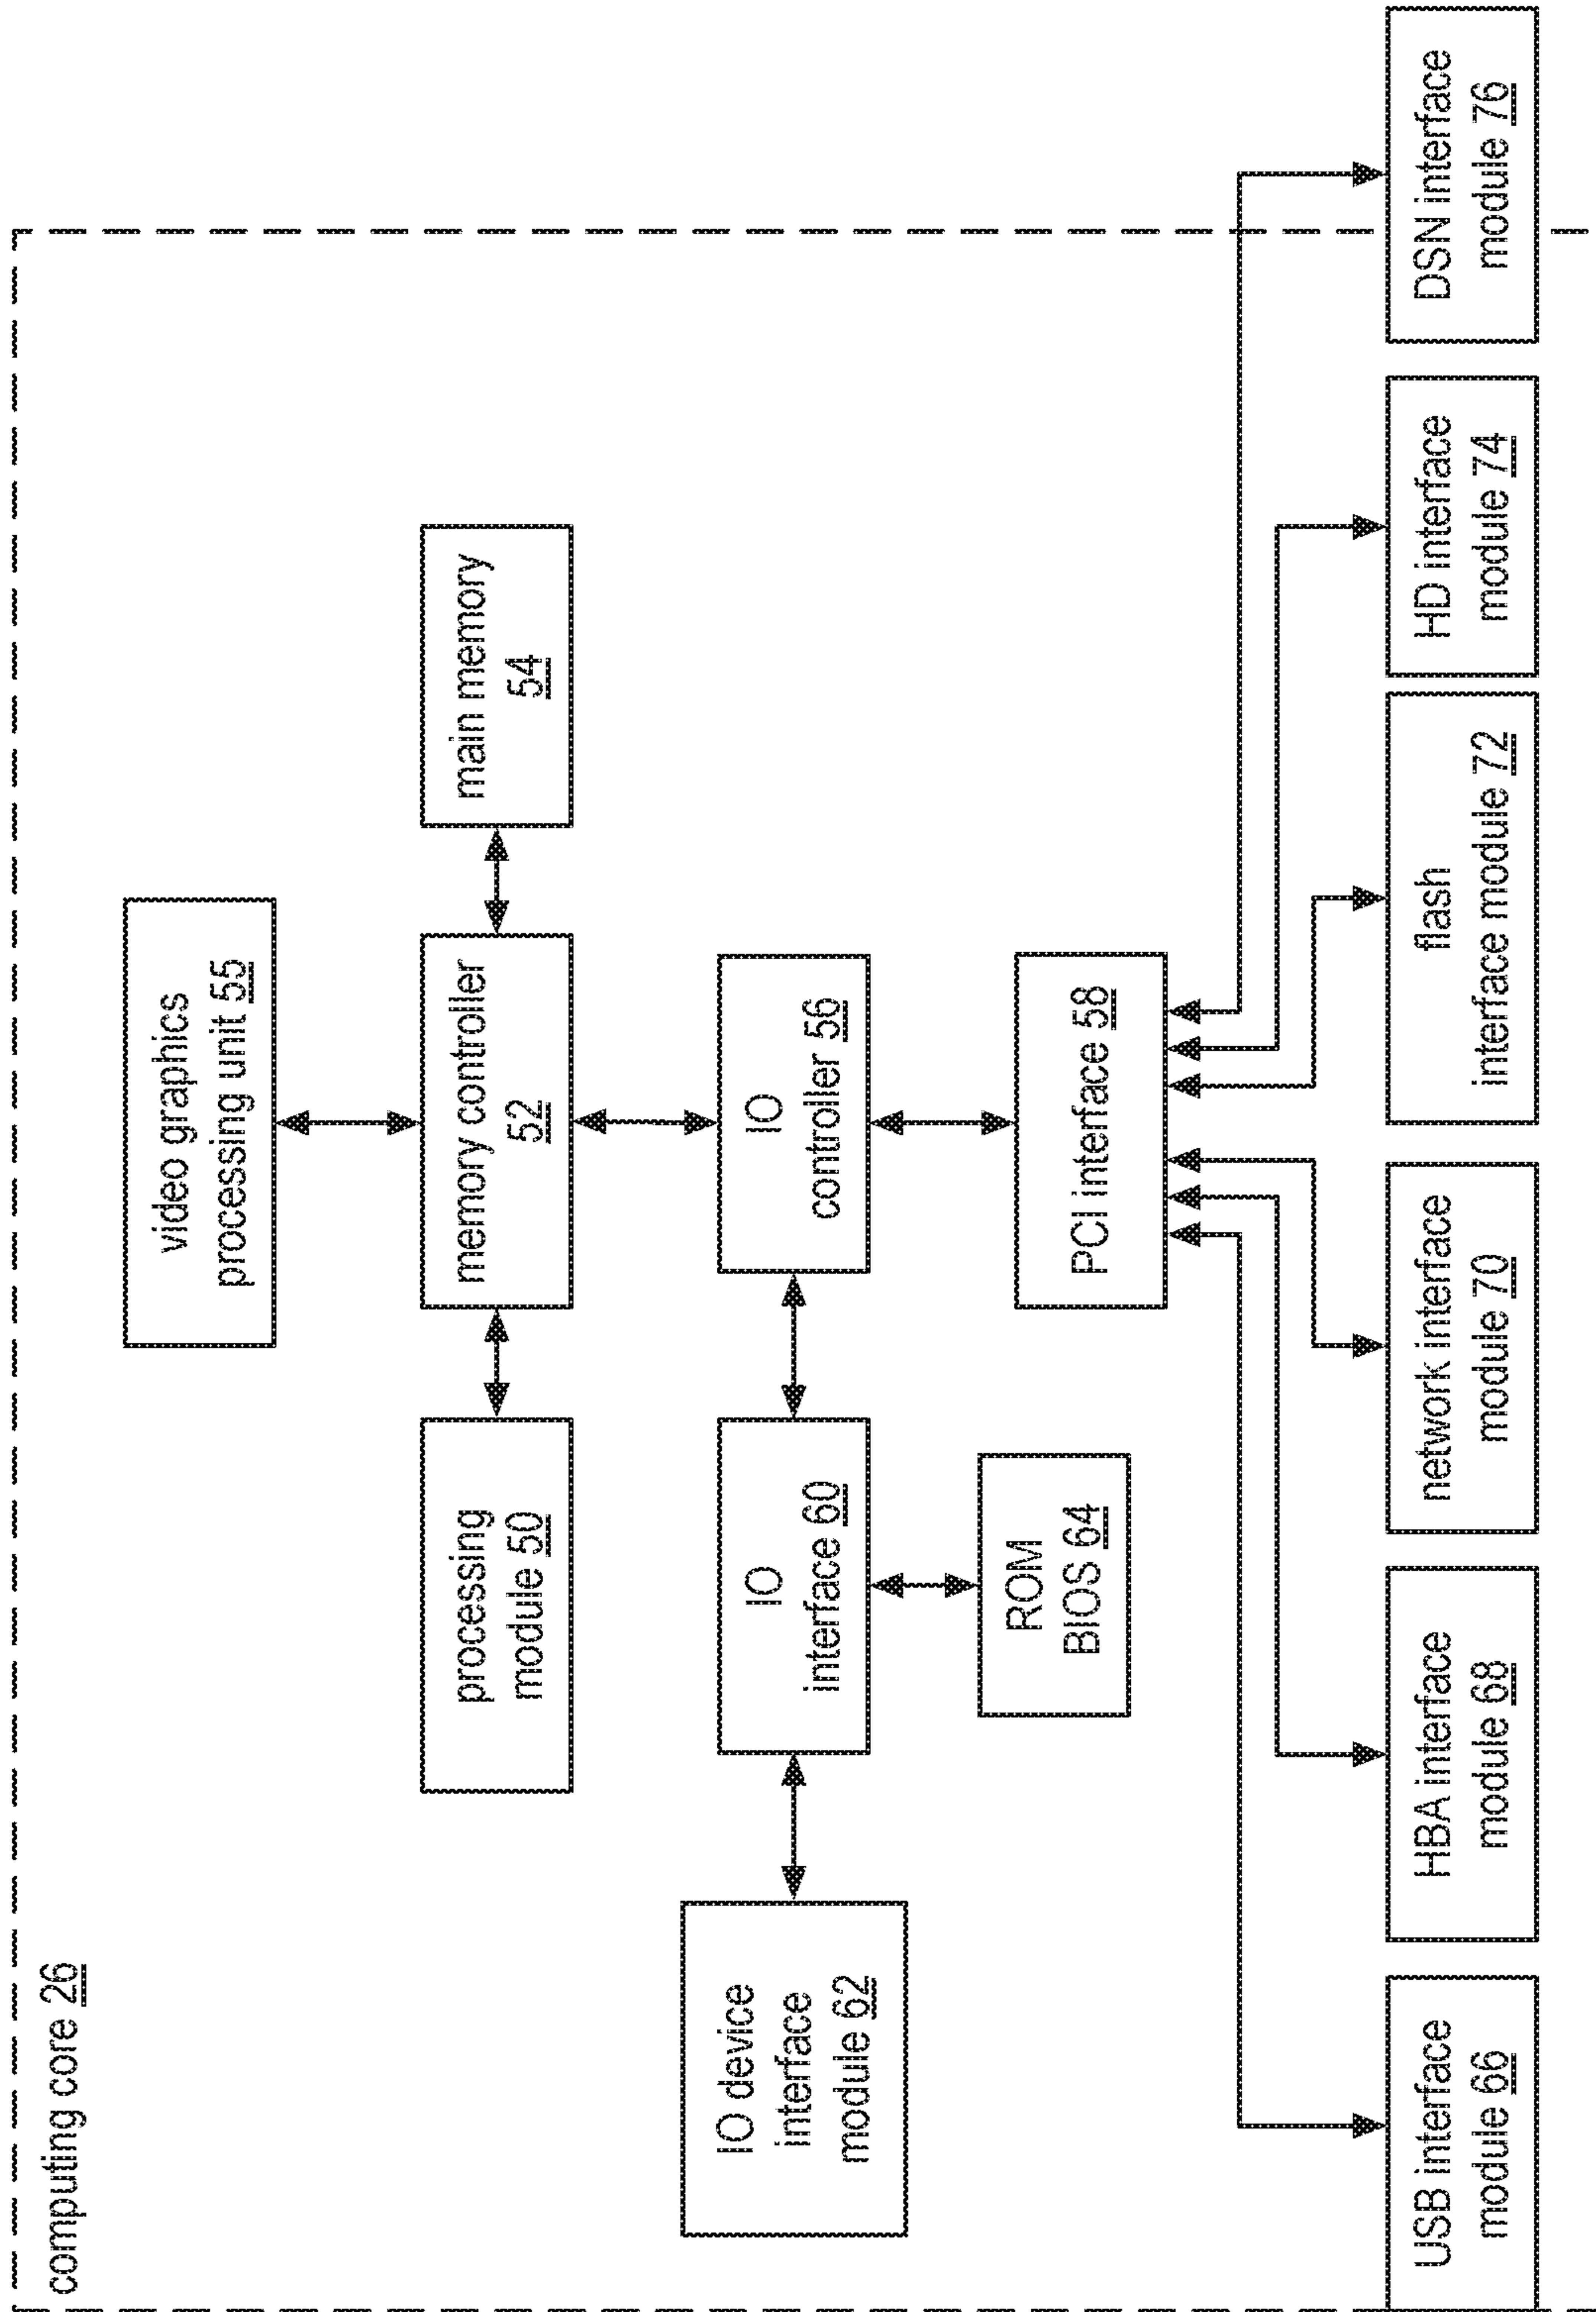 computing core 26
video graphics
processing unit 55
processing
module 50
memory controller
52
main memory
54
IO device
interface
module 62
IO
interface 60
IO
controller 56
ROM
BIOS 64
PCI interface 58
USB interface
module 66
HBA interface
module 68
network interface
module 70
flash
interface module 72
HD interface
module 74
DSN interface
module 76